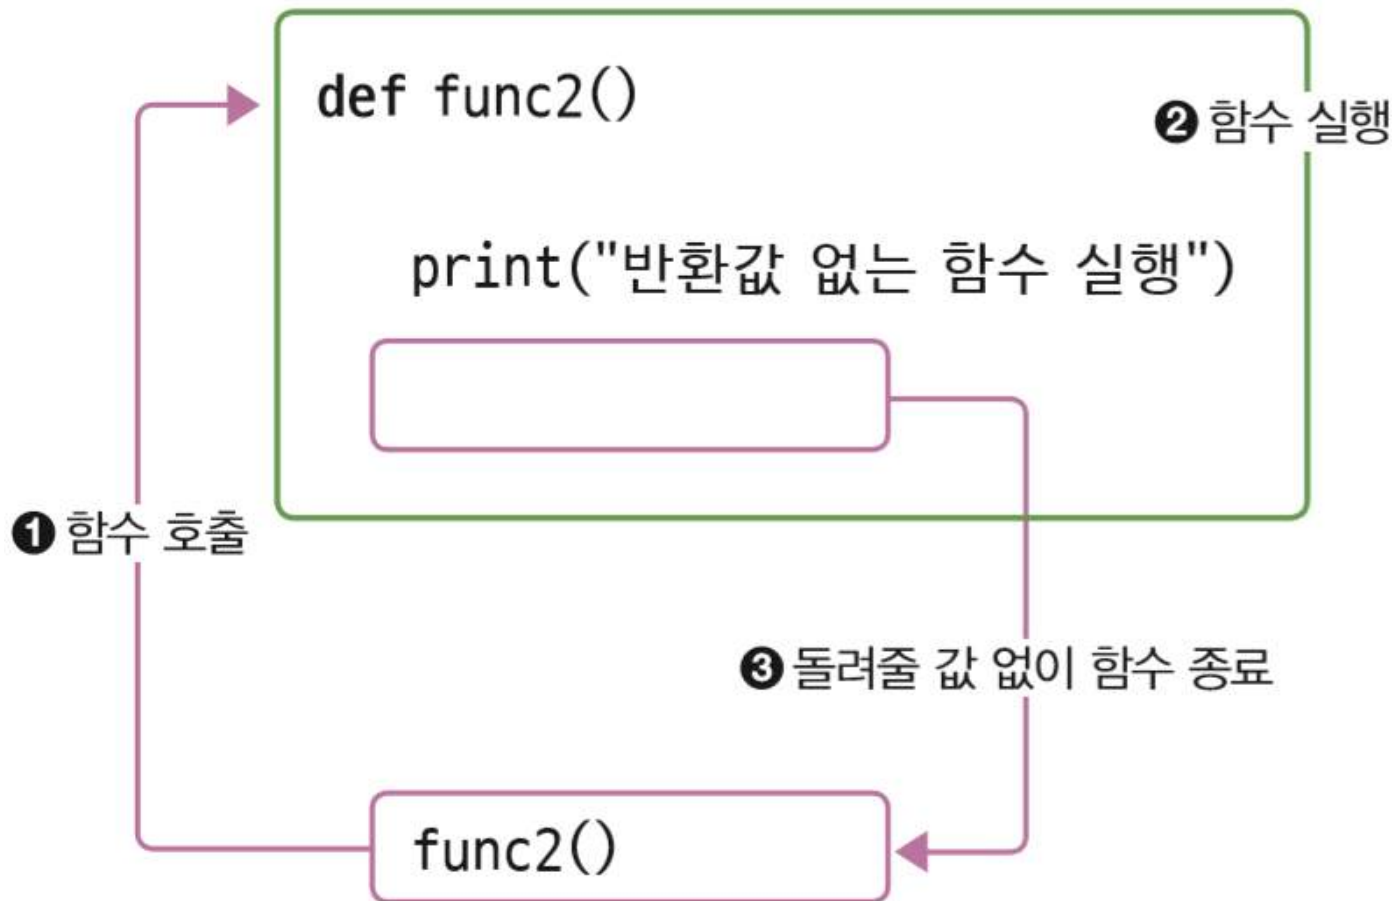 def func2()
❷ 함수 실행
print("반환값 없는 함수 실행")
❶ 함수 호출
❸ 돌려줄 값 없이 함수 종료
func2()